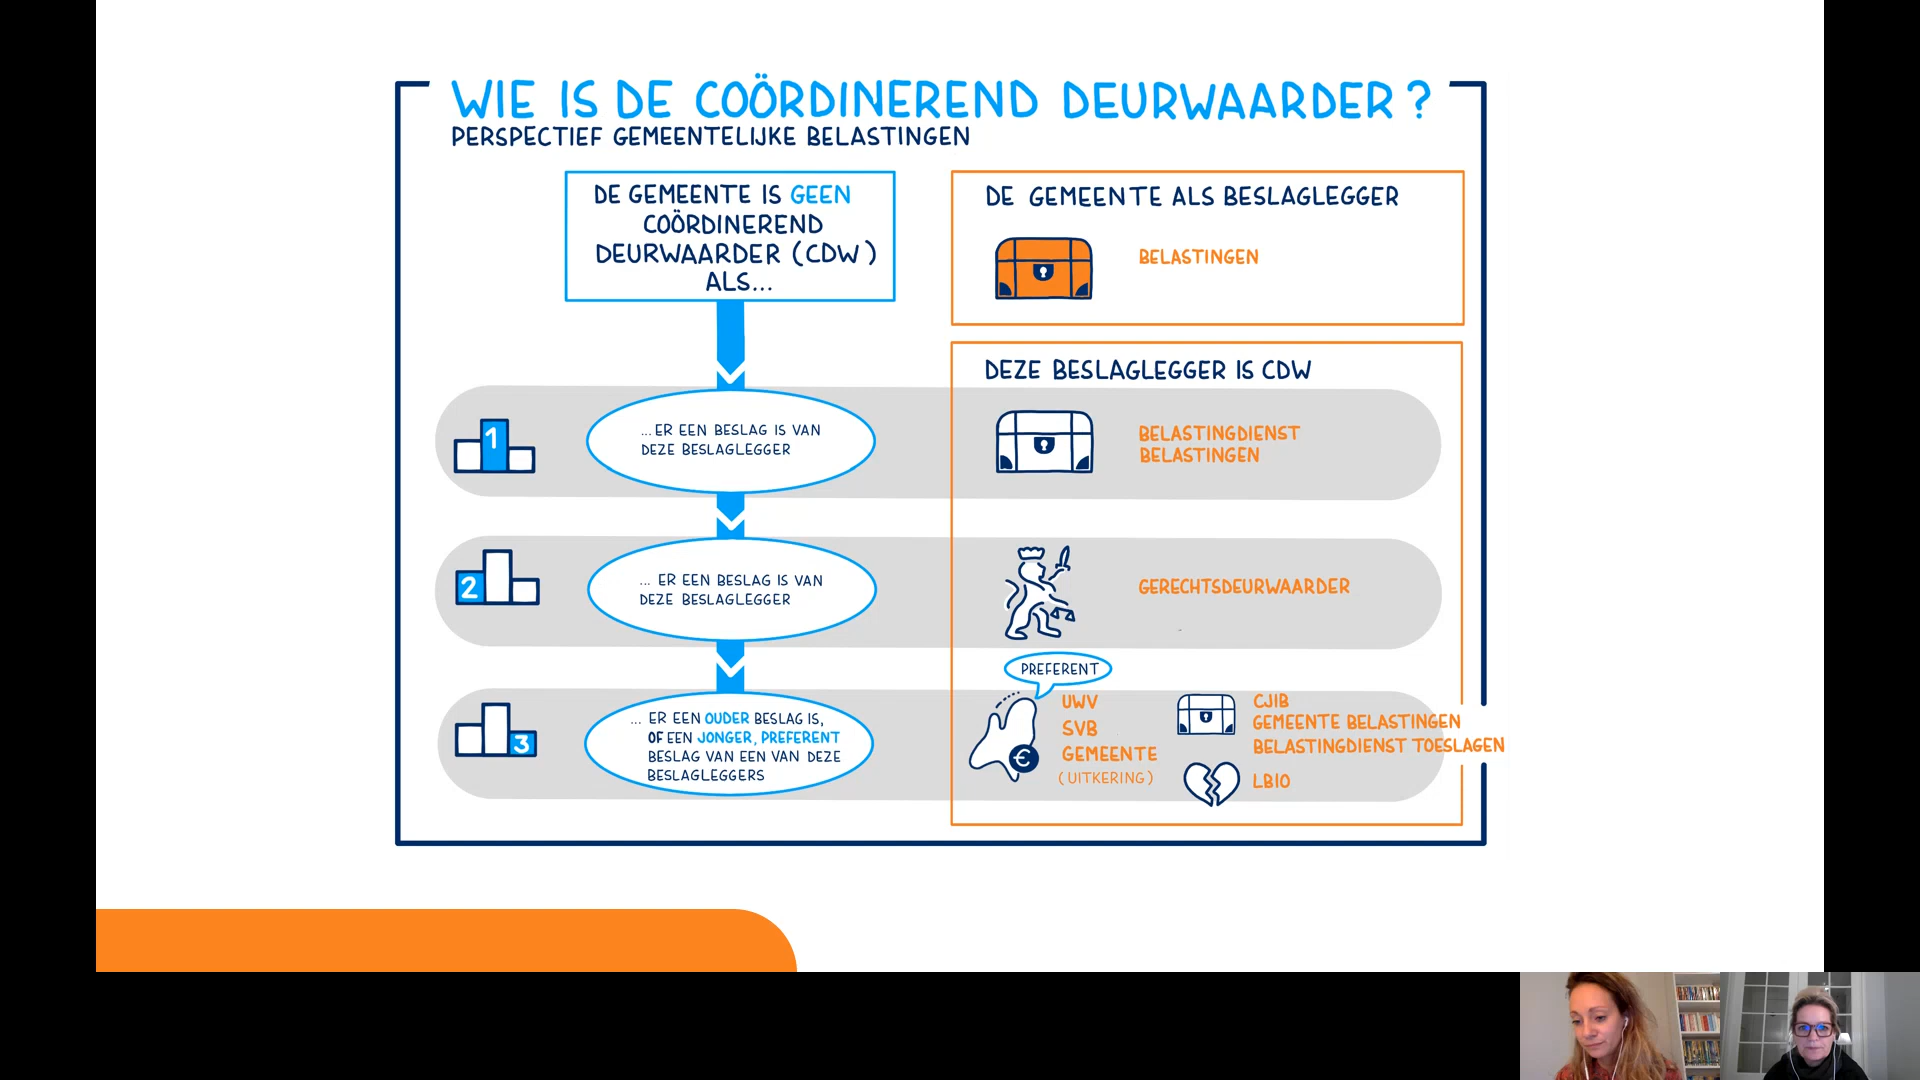 WIE IS DE COÖRDINEREND DEURWAARDER?
PERSPECTIEF GEMEENTELIJKE BELASTINGEN
DE GEMEENTE IS GEEN
COÖRDINEREND
DEURWAARDER (CDW)
ALS...
DE GEMEENTE ALS BESLAGLEGGER
BELASTINGEN
DEZE BESLAGLEGGER IS CDW
1
...ER EEN BESLAG IS VAN
DEZE BESLAGLEGGER
BELASTINGDIENST
BELASTINGEN
2
... ER EEN BESLAG IS VAN
DEZE BESLAGLEGGER
GERECHTSDEURWAARDER
3
... ER EEN OUDER BESLAG IS,
OF EEN JONGER, PREFERENT
BESLAG VAN EEN VAN DEZE
BESLAGLEGGERS
PREFERENT
€
UWV
SVB
GEMEENTE
(UITKERING)
CJIB
GEMEENTE BELASTINGEN
BELASTINGDIENST TOESLAGEN
LBIO